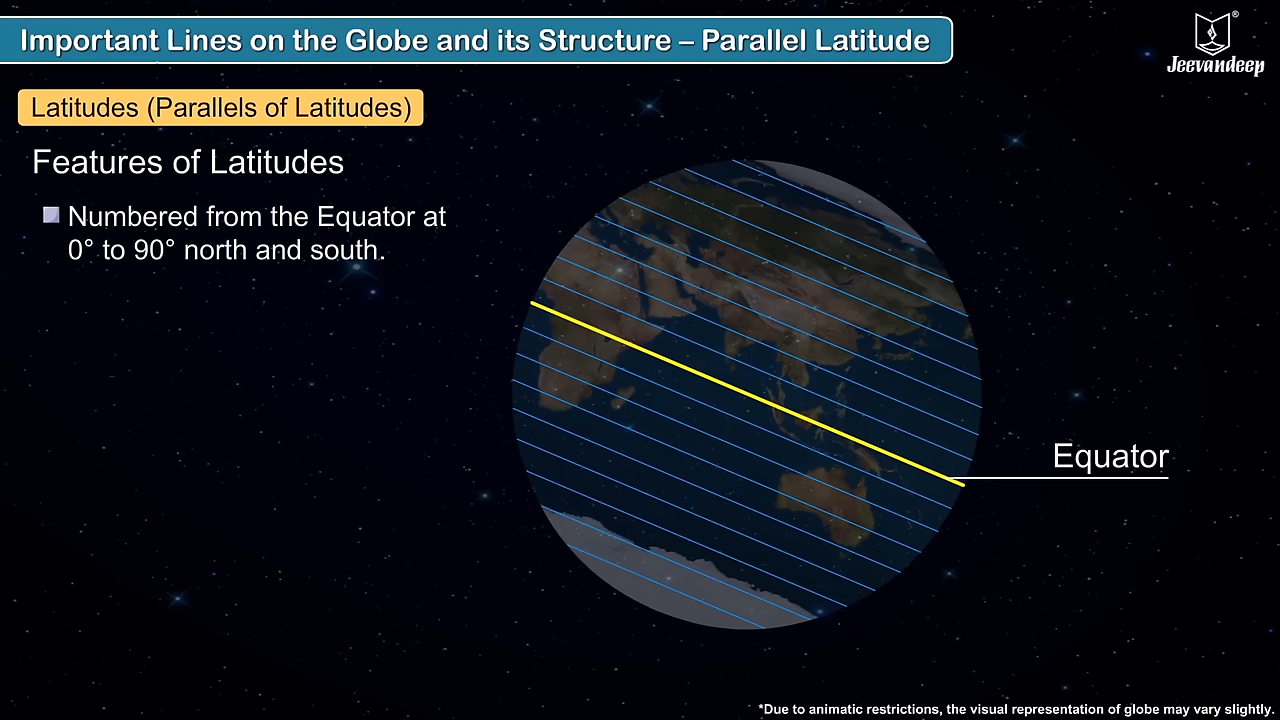 Important Lines on the Globe and its Structure – Parallel Latitude
®
Jeevandeep
Latitudes (Parallels of Latitudes)
Features of Latitudes
Numbered from the Equator at
0° to 90° north and south.
Equator
*Due to animatic restrictions, the visual representation of globe may vary slightly.